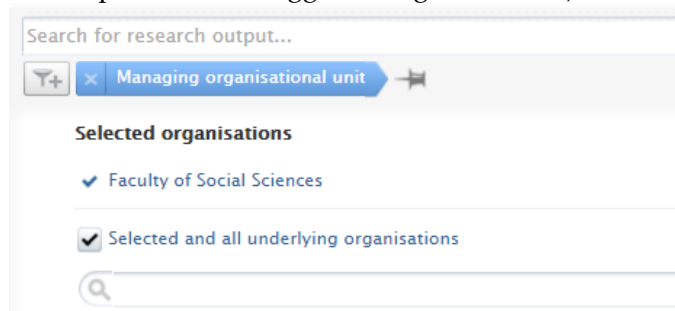 Search for research output...
Managing organisational unit
Selected organisations
Faculty of Social Sciences
Selected and all underlying organisations